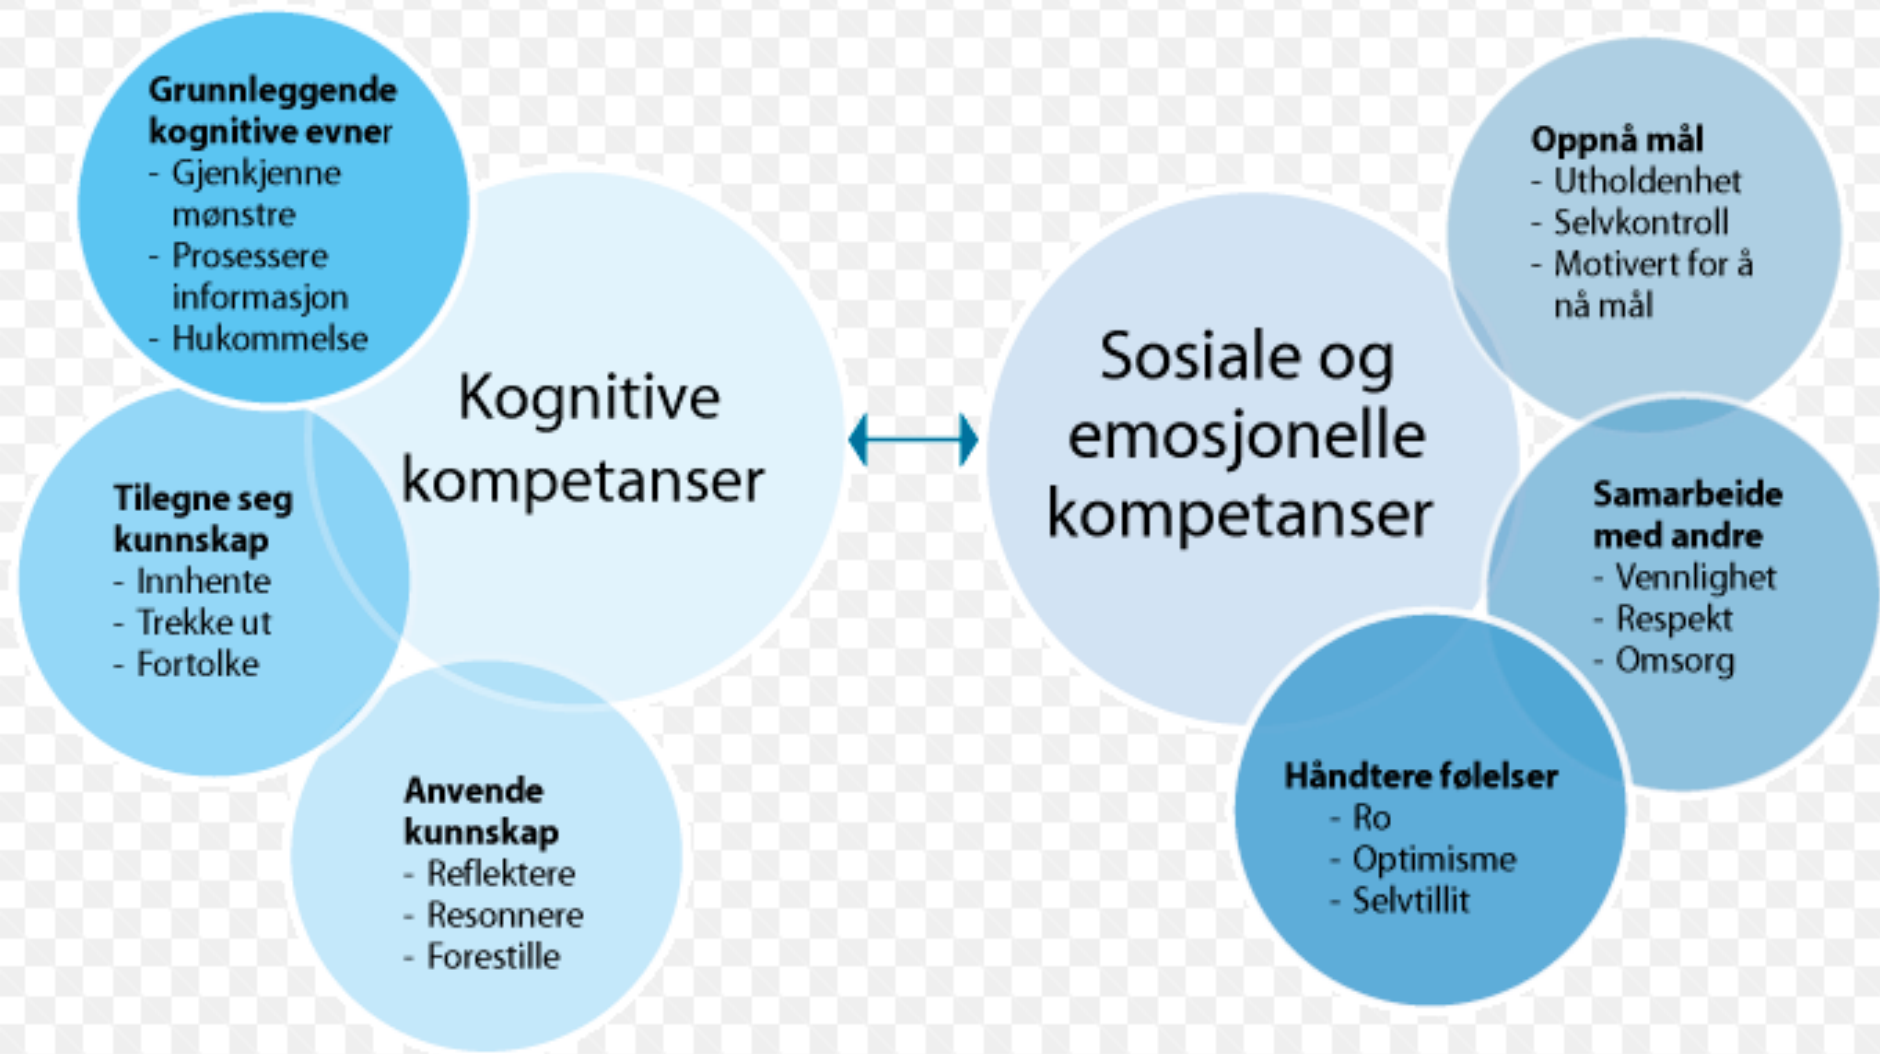 Grunnleggende
kognitive evner
- Gjenkjenne
mønstre
- Prosessere
informasjon
- Hukommelse
Kognitive
kompetanser
Tilegne seg
kunnskap
- Innhente
- Trekke ut
- Fortolke
Anvende
kunnskap
- Reflektere
- Resonnere
- Forestille
Sosiale og
emosjonelle
kompetanser
Oppnå mål
- Utholdenhet
- Selvkontroll
- Motivert for å
nå mål
Samarbeide
med andre
- Vennlighet
- Respekt
- Omsorg
Håndtere følelser
- Ro
- Optimisme
- Selvtillit